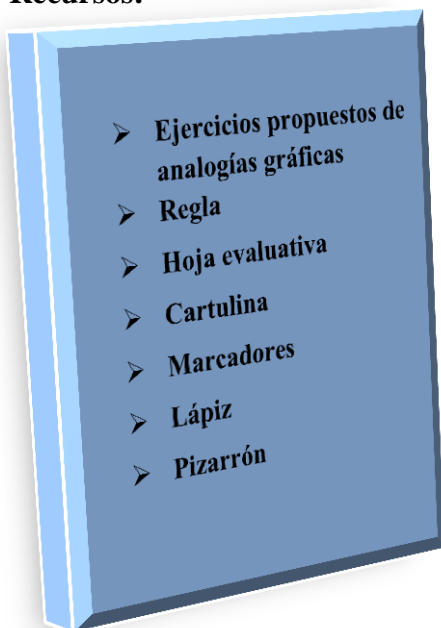 Recursos:
➢ Ejercicios propuestos de
analogías gráficas
➢ Regla
➢ Hoja evaluativa
➢ Cartulina
➢ Marcadores
➢ Lápiz
➢ Pizarrón